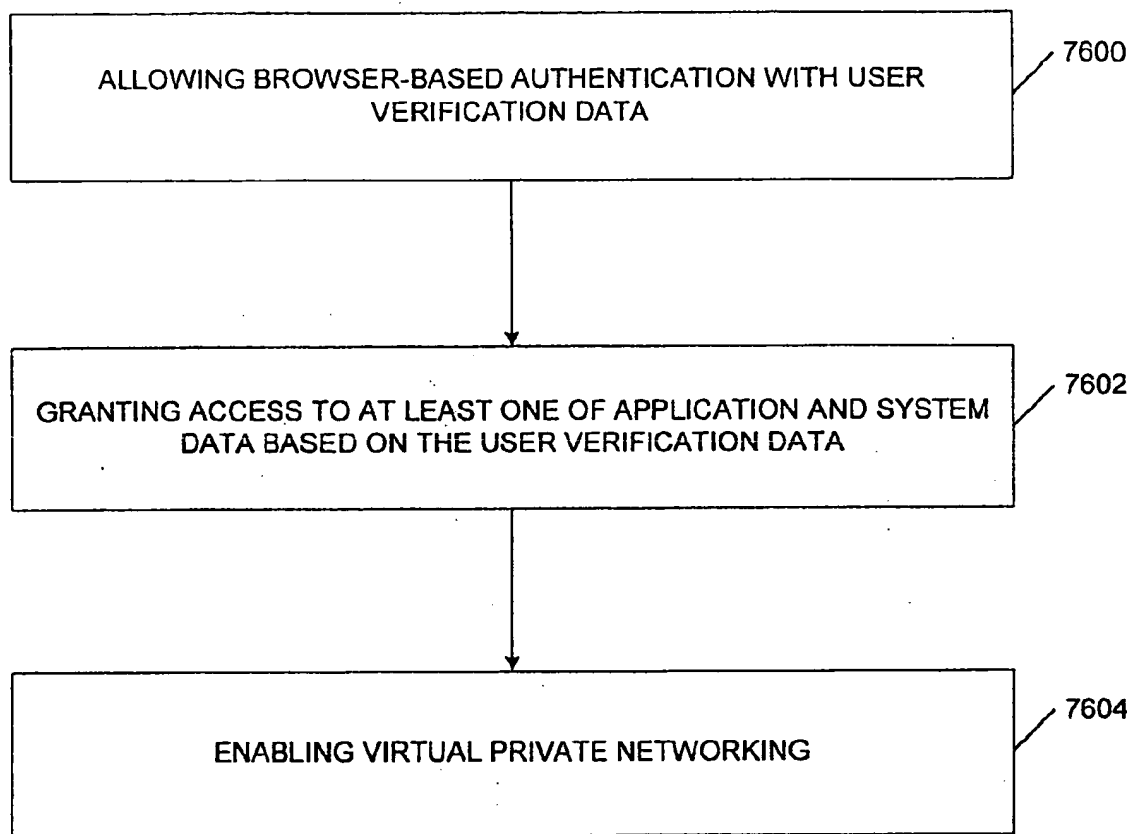 ALLOWING BROWSER-BASED AUTHENTICATION WITH USER
VERIFICATION DATA
7600
GRANTING ACCESS TO AT LEAST ONE OF APPLICATION AND SYSTEM
DATA BASED ON THE USER VERIFICATION DATA
7602
ENABLING VIRTUAL PRIVATE NETWORKING
7604